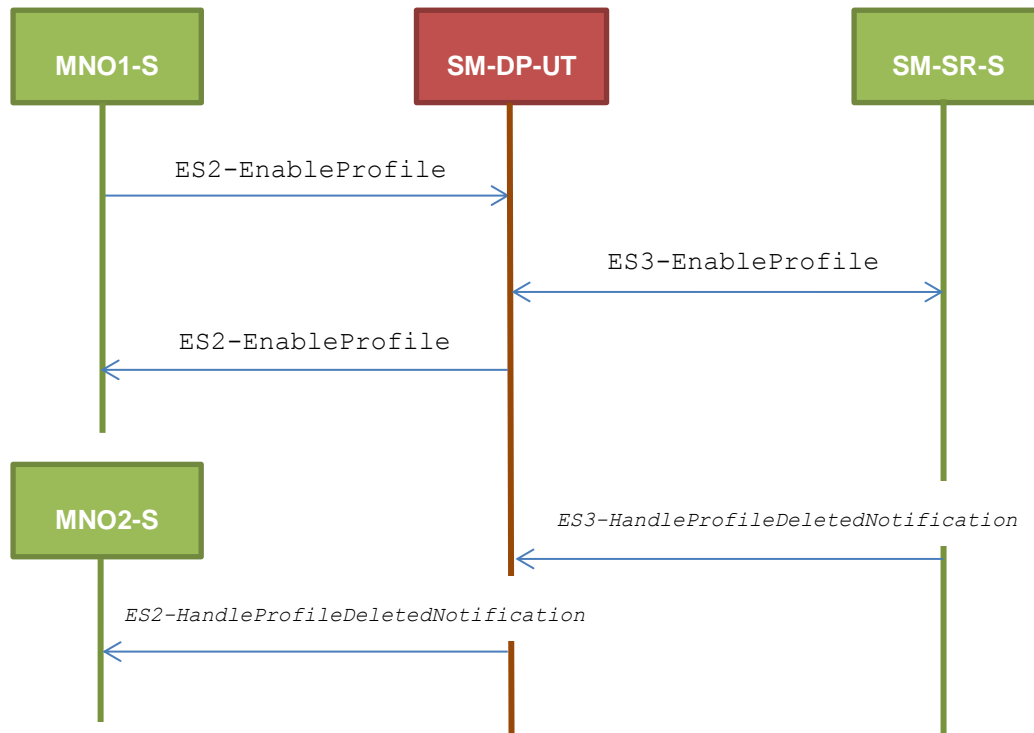 MNO1-S
SM-DP-UT
SM-SR-S
ES2-EnableProfile
ES3-EnableProfile
ES2-EnableProfile
MNO2-S
ES3-HandleProfileDeletedNotification
ES2-HandleProfileDeletedNotification